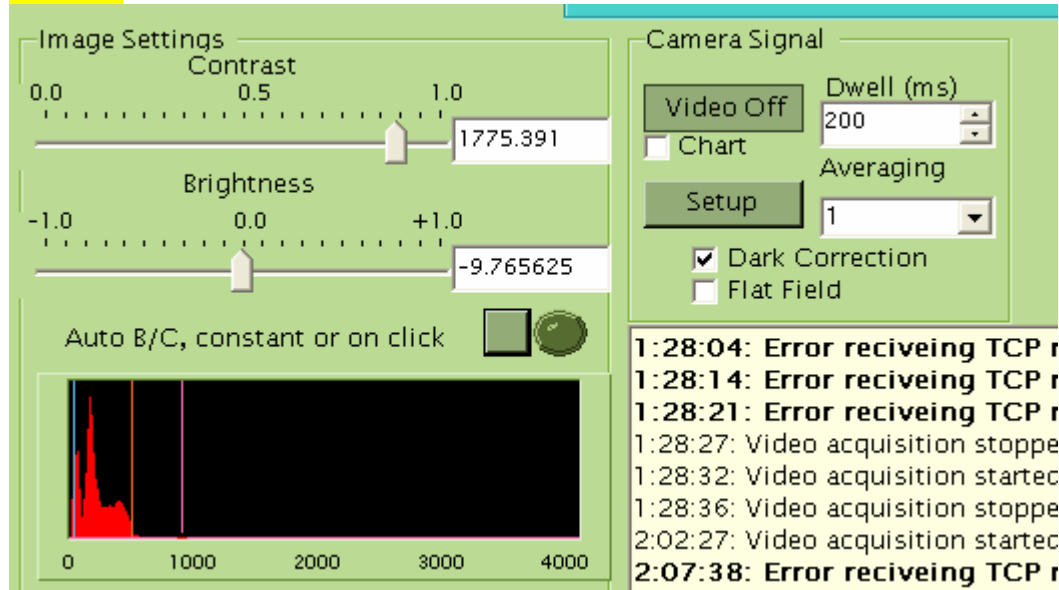 Image Settings
Contrast
0.0 0.5 1.0
1775.391
Brightness
-1.0 0.0 +1.0
-9.765625
Auto B/C, constant or on click
0 1000 2000 3000 4000
Camera Signal
Video Off
Dwell (ms)
200
Chart
Averaging
Setup
1
Dark Correction
Flat Field
1:28:04: Error reciveing TCP
1:28:14: Error reciveing TCP
1:28:21: Error reciveing TCP
1:28:27: Video acquisition stoppe
1:28:32: Video acquisition starte
1:28:36: Video acquisition stoppe
2:02:27: Video acquisition starte
2:07:38: Error reciveing TCP